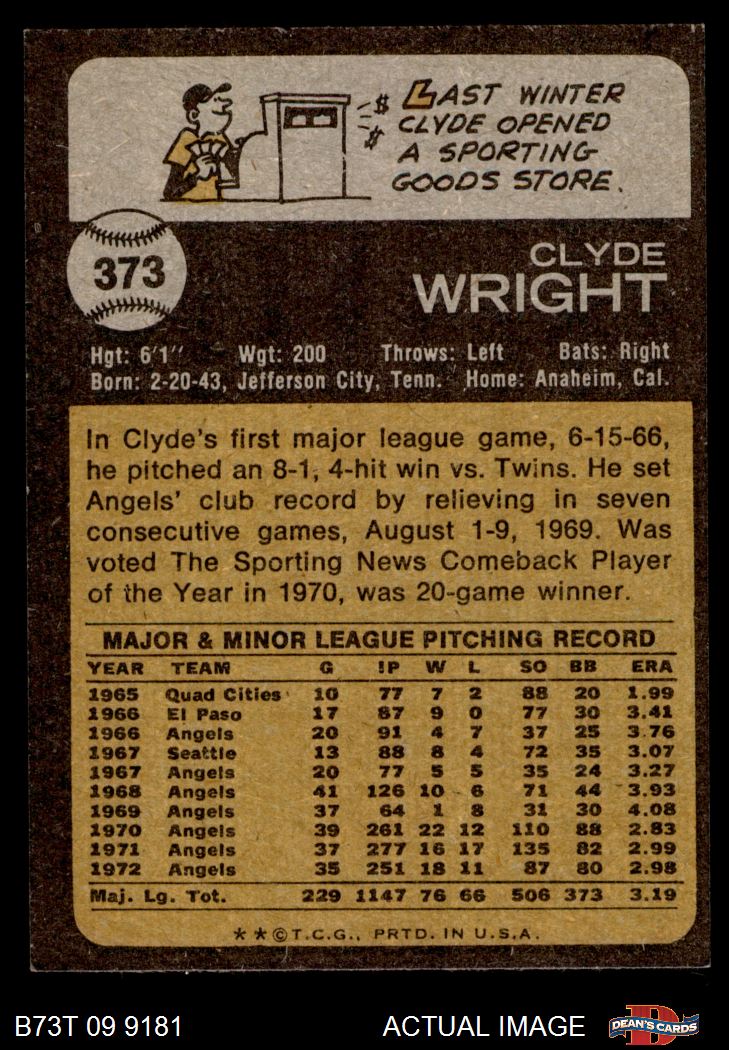 LAST WINTER
CLYDE OPENED
A SPORTING
GOODS STORE.
$
$
373
CLYDE
WRIGHT
Hgt: 6'1" Wgt: 200 Throws: Left Bats: Right
Born: 2-20-43, Jefferson City, Tenn. Home: Anaheim, Cal.
In Clyde's first major league game, 6-15-66,
he pitched an 8-1, 4-hit win vs. Twins. He set
Angels' club record by relieving in seven
consecutive games, August 1-9, 1969. Was
voted The Sporting News Comeback Player
of the Year in 1970, was 20-game winner.
MAJOR & MINOR LEAGUE PITCHING RECORD
YEAR TEAM G IP W L SO BB ERA
1965 Quad Cities 10 77 7 2 88 20 1.99
1966 El Paso 17 87 9 0 77 30 3.41
1966 Angels 20 91 4 7 37 25 3.76
1967 Seattle 13 88 8 4 72 35 3.07
1967 Angels 20 77 5 5 35 24 3.27
1968 Angels 41 126 10 6 71 44 3.93
1969 Angels 37 64 1 8 31 30 4.08
1970 Angels 39 261 22 12 110 88 2.83
1971 Angels 37 277 16 17 135 82 2.99
1972 Angels 35 251 18 11 87 80 2.98
Maj. Lg. Tot. 229 1147 76 66 506 373 3.19
**©T.C.G., PRTD. IN U.S.A.
B73T 09 9181 ACTUAL IMAGE DEAN'S CARDS